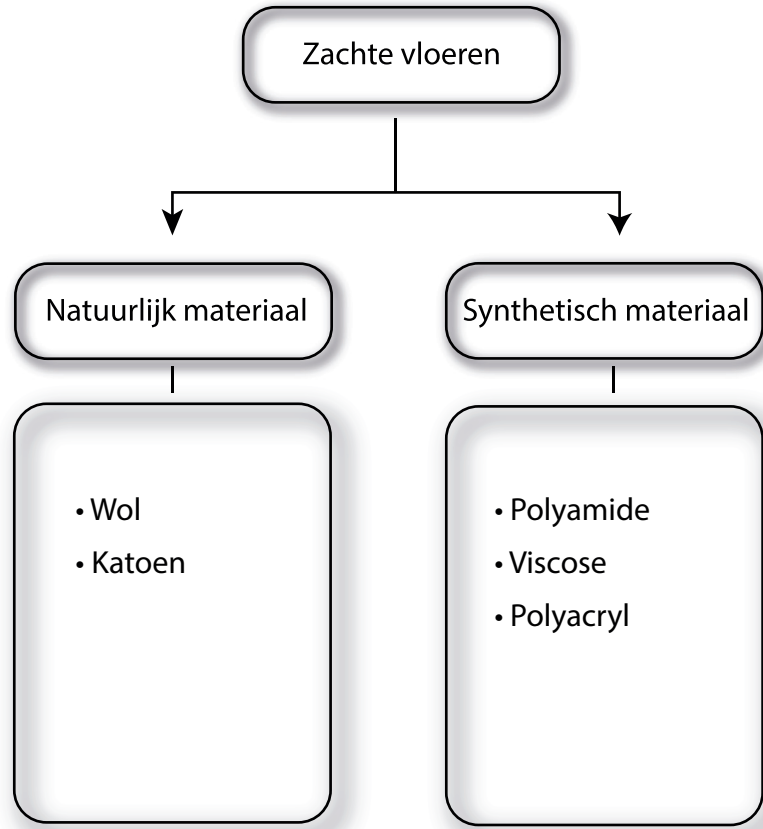 Zachte vloeren
Natuurlijk materiaal
Synthetisch materiaal
• Wol
• Katoen
• Polyamide
• Viscose
• Polyacryl